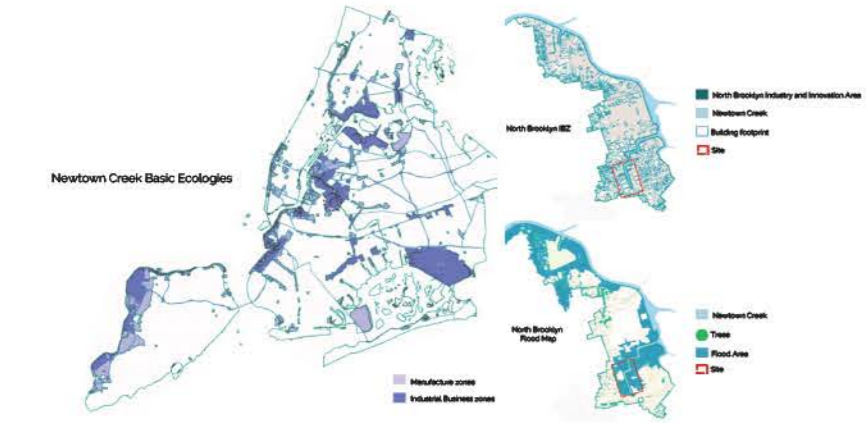 Newtown Creek Basic Ecologies
Manufacture zones
Industrial Business zones
North Brooklyn IBZ
North Brooklyn Industry and Innovation Area
Newtown Creek
Building footprint
Site
North Brooklyn
Flood Map
Newtown Creek
Trees
Flood Area
Site